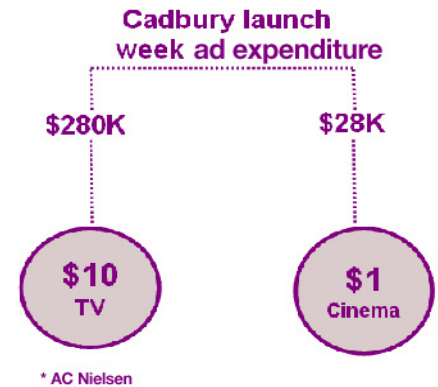 Cadbury launch
week ad expenditure
$280K
$28K
$10
TV
$1
Cinema
* AC Nielsen